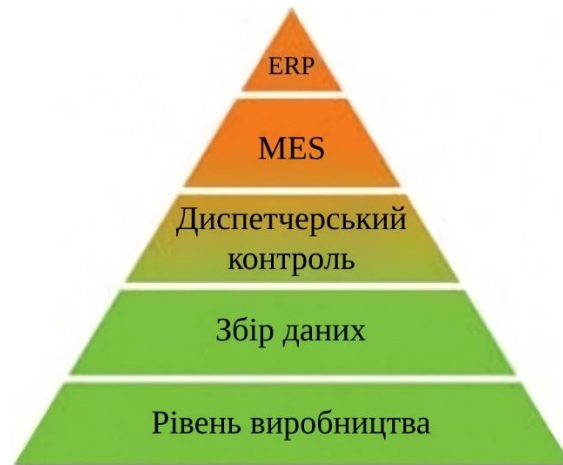 ERP
MES
Диспетчерський
контроль
Збір даних
Рівень виробництва